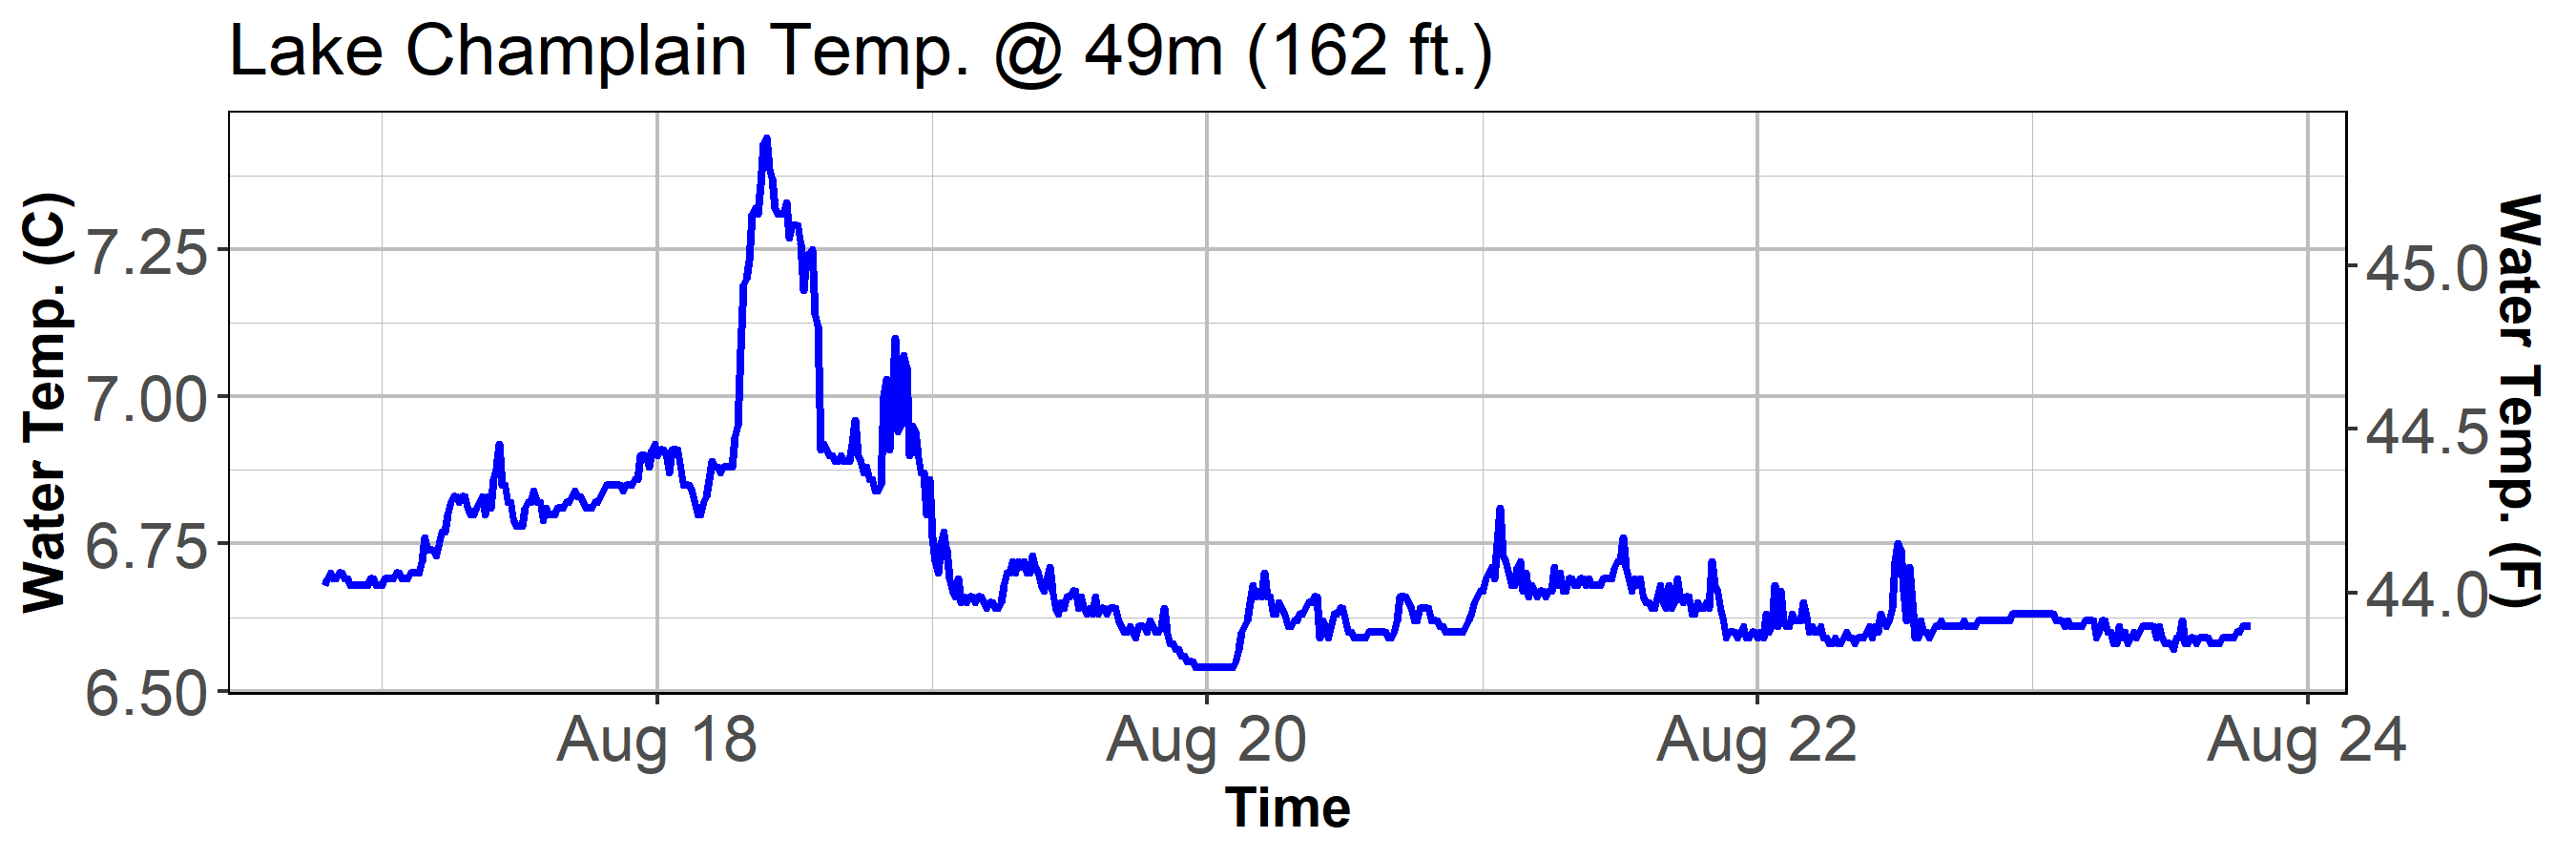 Lake Champlain Temp. @ 49m (162 ft.)
Water Temp. (C)
7.25
7.00
6.75
6.50
45.0
44.5
44.0
Water Temp. (F)
Aug 18 Aug 20 Aug 22 Aug 24
Time